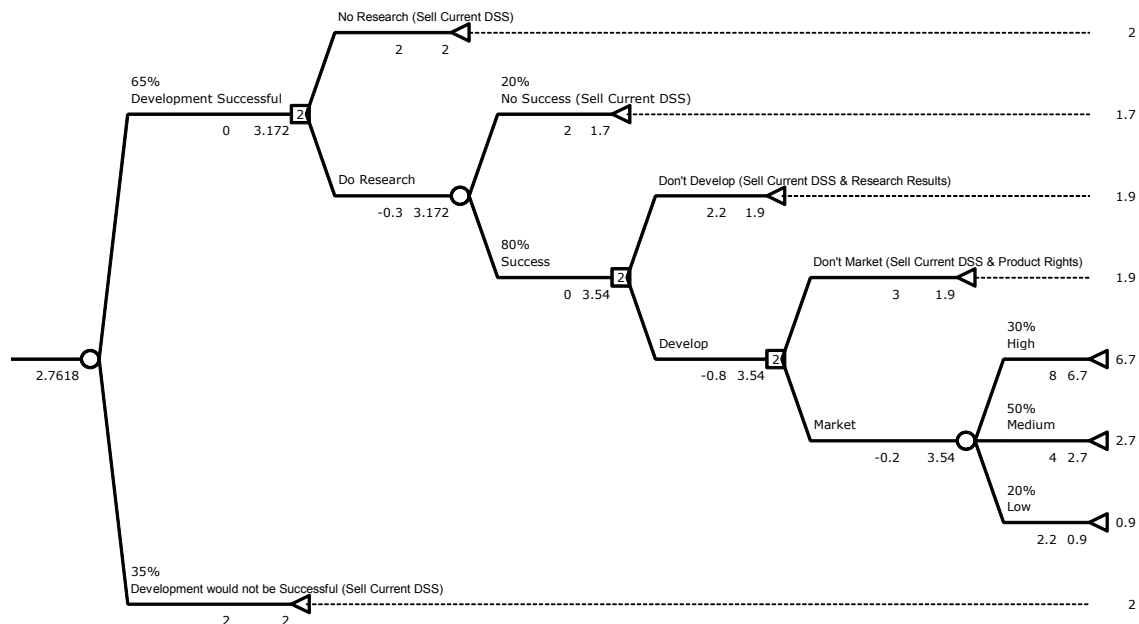 No Research (Sell Current DSS)
2 2
2
65%
Development Successful
2
0 3.172
20%
No Success (Sell Current DSS)
2 1.7
1.7
Do Research
-0.3 3.172
Don't Develop (Sell Current DSS & Research Results)
2.2 1.9
1.9
80%
Success
2
0 3.54
Don't Market (Sell Current DSS & Product Rights)
3 1.9
1.9
Develop
2
-0.8 3.54
30%
High
8 6.7
6.7
2.7618
Market
-0.2 3.54
50%
Medium
4 2.7
2.7
20%
Low
2.2 0.9
0.9
35%
Development would not be Successful (Sell Current DSS)
2 2
2